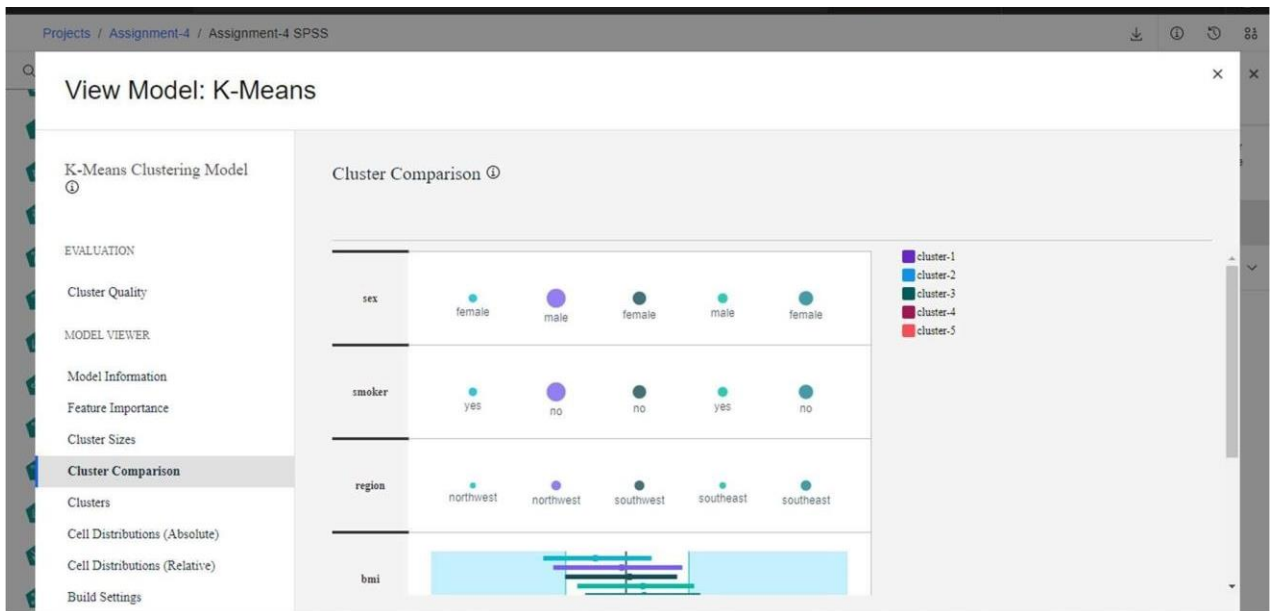 Projects / Assignment-4 / Assignment-4 SPSS
View Model: K-Means
K-Means Clustering Model
EVALUATION
Cluster Quality
MODEL VIEWER
Model Information
Feature Importance
Cluster Sizes
Cluster Comparison
Clusters
Cell Distributions (Absolute)
Cell Distributions (Relative)
Build Settings
Cluster Comparison
sex
female male female male female
smoker
yes no no yes no
region
northwest northwest southwest southeast southeast
bmi
cluster-1
cluster-2
cluster-3
cluster-4
cluster-5